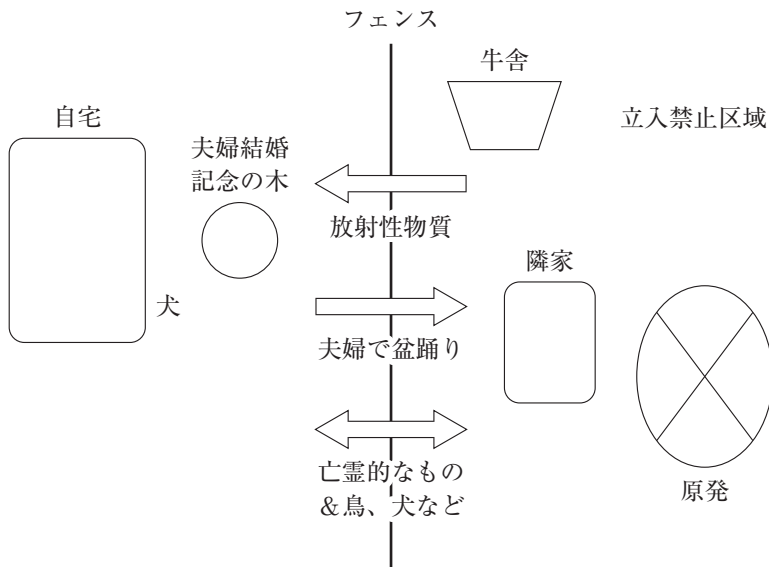 フェンス
牛舎
自宅
立入禁止区域
夫婦結婚
記念の木
放射性物質
隣家
犬
夫婦で盆踊り
亡霊的なもの
＆鳥、犬など
原発